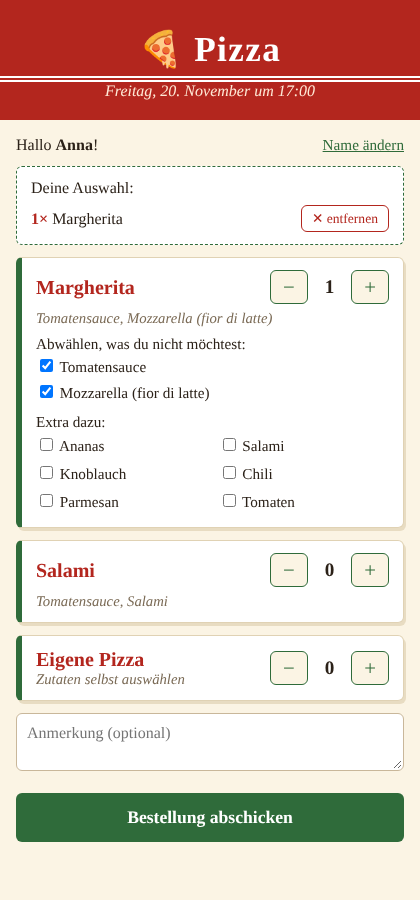 🍕 Pizza
Freitag, 20. November um 17:00
Hallo Anna! Name ändern
Deine Auswahl:
1× Margherita ✕ entfernen
Margherita − 1 +
Tomatensauce, Mozzarella (fior di latte)
Abwählen, was du nicht möchtest:
Tomatensauce
Mozzarella (fior di latte)
Extra dazu:
Ananas Salami
Knoblauch Chili
Parmesan Tomaten
Salami − 0 +
Tomatensauce, Salami
Eigene Pizza − 0 +
Zutaten selbst auswählen
Anmerkung (optional)
Bestellung abschicken